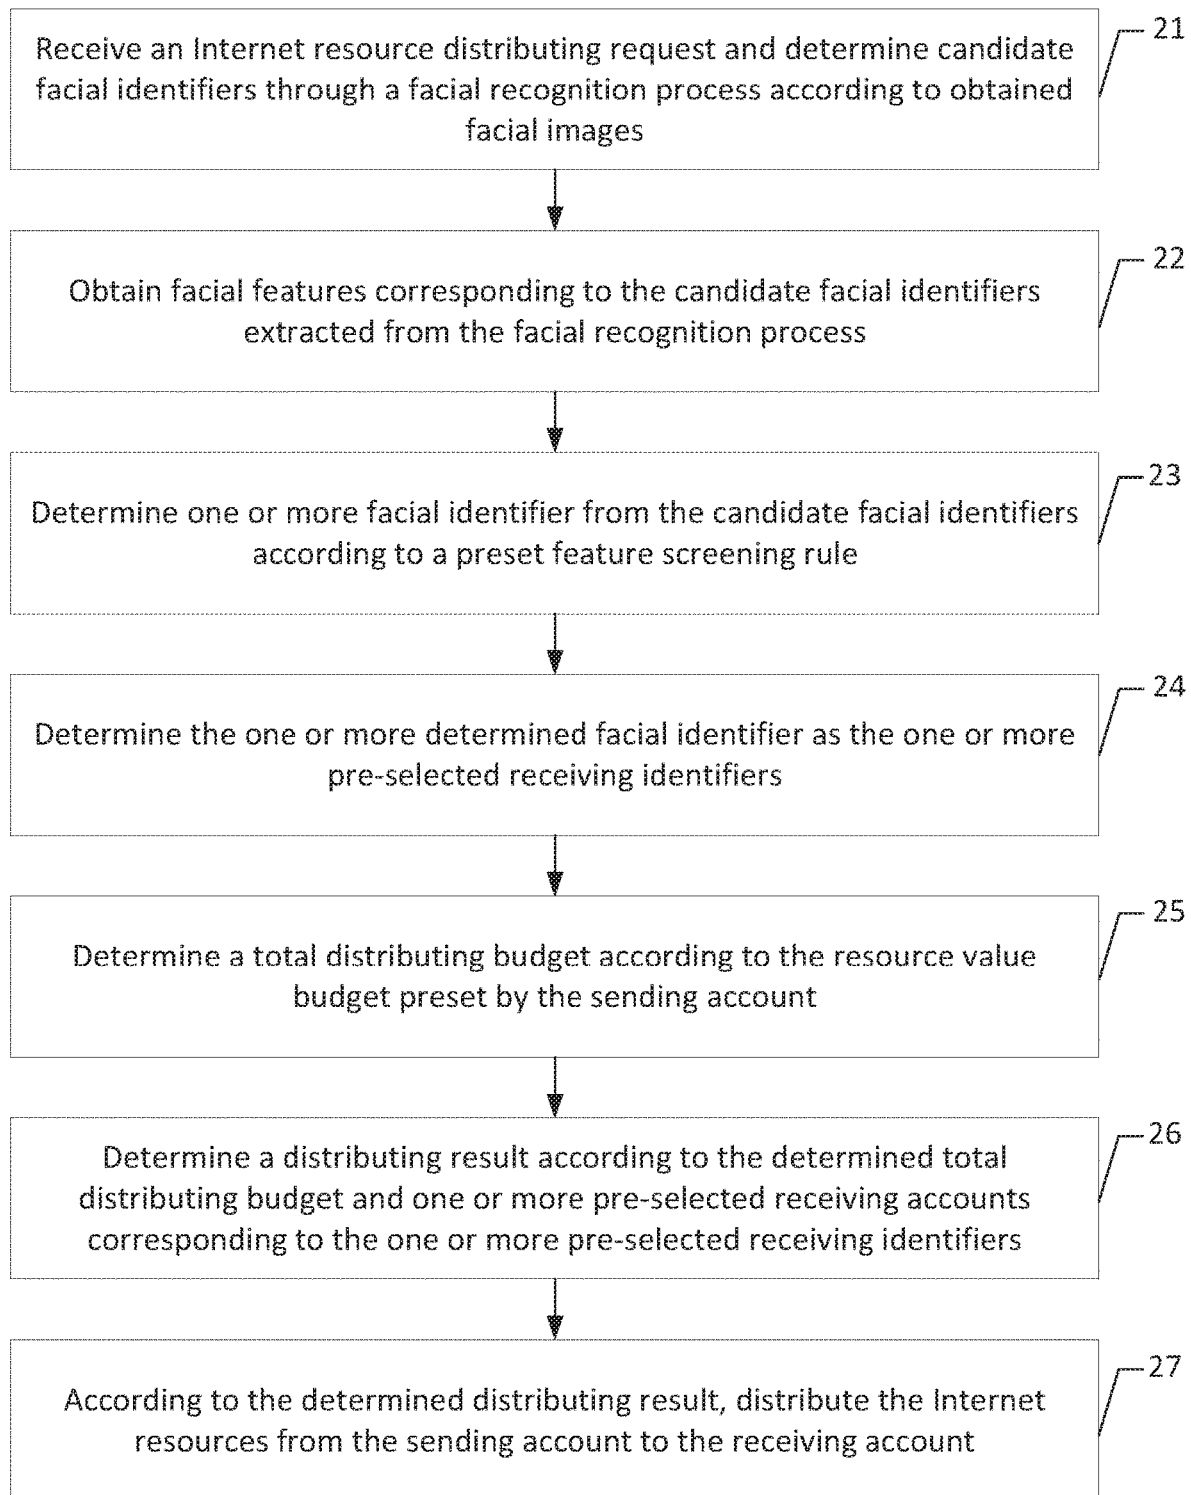 Receive an Internet resource distributing request and determine candidate
facial identifiers through a facial recognition process according to obtained
facial images
21
Obtain facial features corresponding to the candidate facial identifiers
extracted from the facial recognition process
22
Determine one or more facial identifier from the candidate facial identifiers
according to a preset feature screening rule
23
Determine the one or more determined facial identifier as the one or more
pre-selected receiving identifiers
24
Determine a total distributing budget according to the resource value
budget preset by the sending account
25
Determine a distributing result according to the determined total
distributing budget and one or more pre-selected receiving accounts
corresponding to the one or more pre-selected receiving identifiers
26
According to the determined distributing result, distribute the Internet
resources from the sending account to the receiving account
27